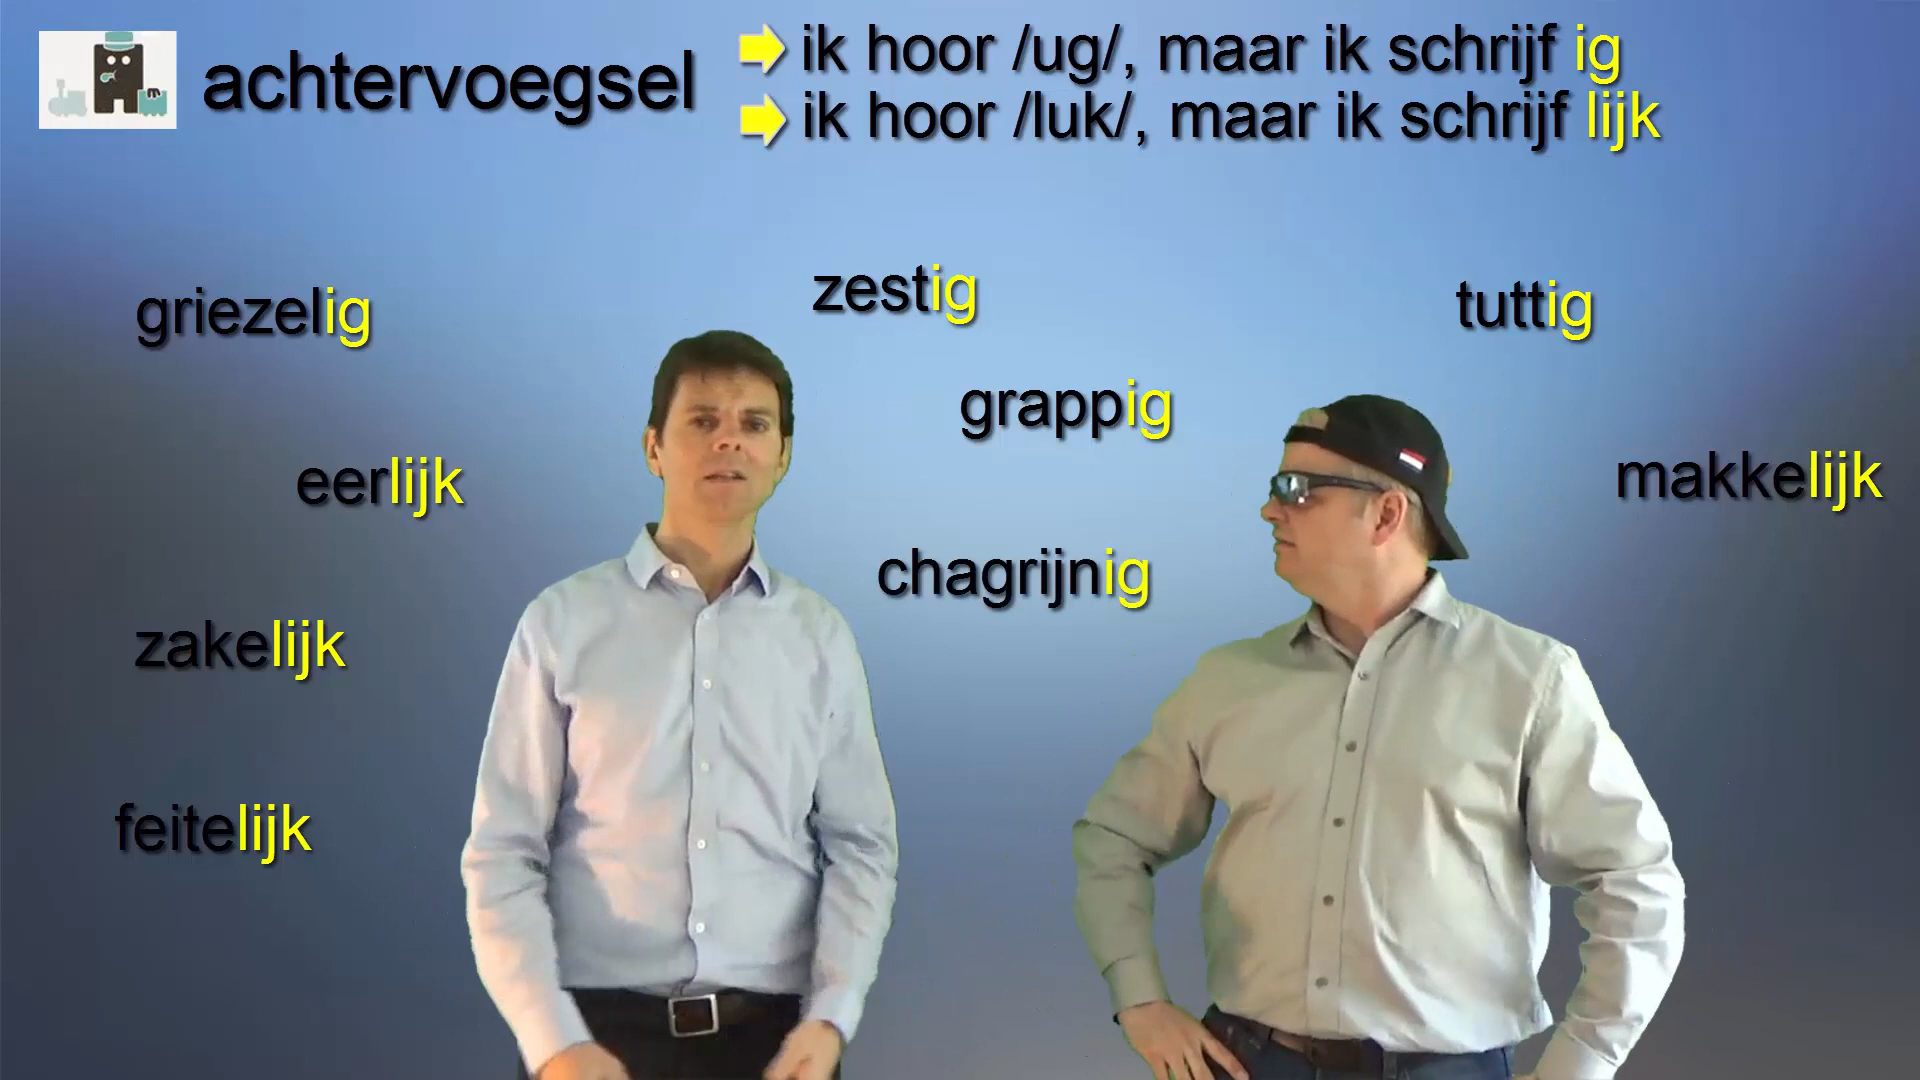 achtervoegsel
ik hoor /ug/, maar ik schrijf ig
ik hoor /luk/, maar ik schrijf lijk
griezelig
zestig
tuttig
grappig
eerlijk
makkelijk
chagrijnig
zakelijk
feitelijk